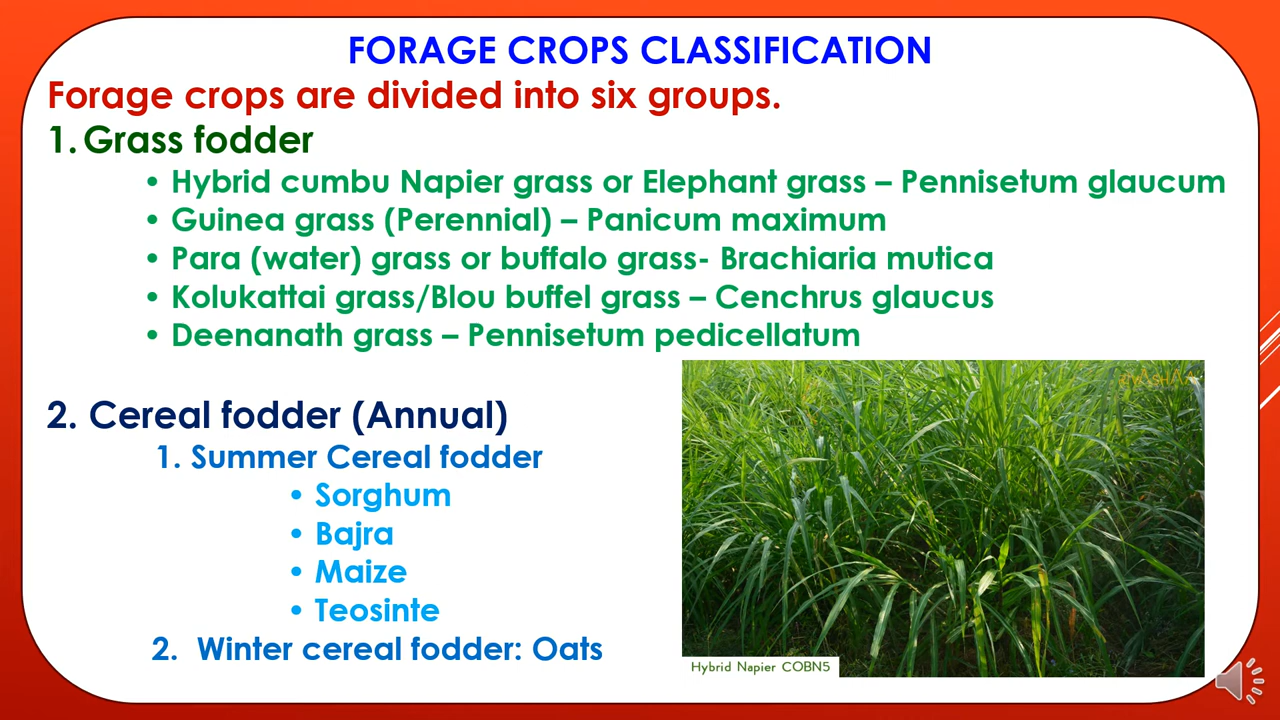 FORAGE CROPS CLASSIFICATION
Forage crops are divided into six groups.
1. Grass fodder
• Hybrid cumbu Napier grass or Elephant grass – Pennisetum glaucum
• Guinea grass (Perennial) – Panicum maximum
• Para (water) grass or buffalo grass- Brachiaria mutica
• Kolukattai grass/Blou buffel grass – Cenchrus glaucus
• Deenanath grass – Pennisetum pedicellatum
2. Cereal fodder (Annual)
1. Summer Cereal fodder
• Sorghum
• Bajra
• Maize
• Teosinte
2. Winter cereal fodder: Oats
Hybrid Napier COBN5